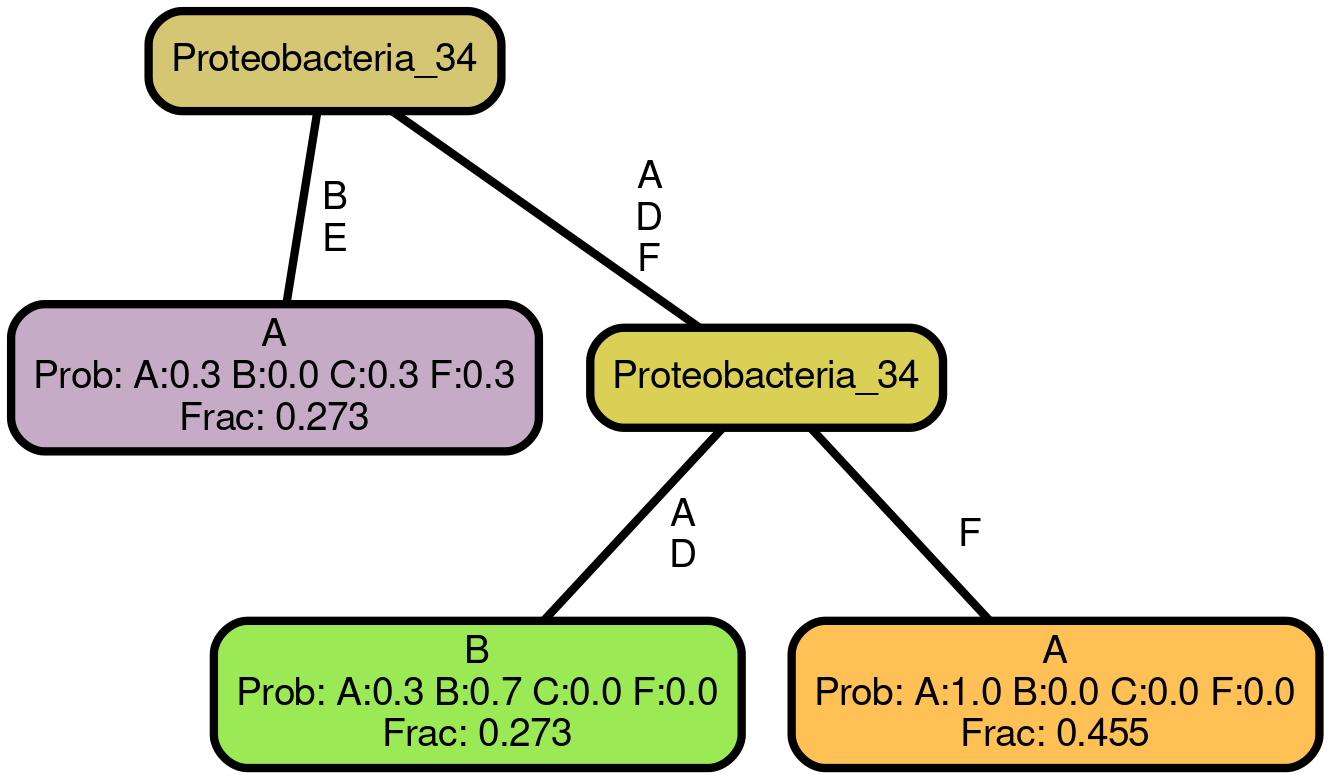 Proteobacteria_34
B
E
A
D
F
A
Prob: A:0.3 B:0.0 C:0.3 F:0.3
Frac: 0.273
Proteobacteria_34
A
D
F
B
Prob: A:0.3 B:0.7 C:0.0 F:0.0
Frac: 0.273
A
Prob: A:1.0 B:0.0 C:0.0 F:0.0
Frac: 0.455